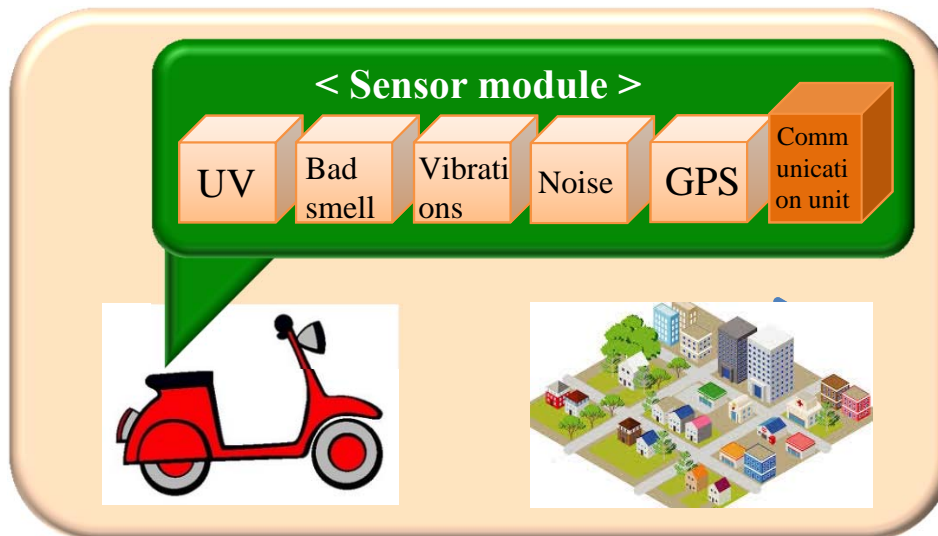 < Sensor module >
UV
Bad
smell
Vibrati
ons
Noise
GPS
Comm
unicati
on unit